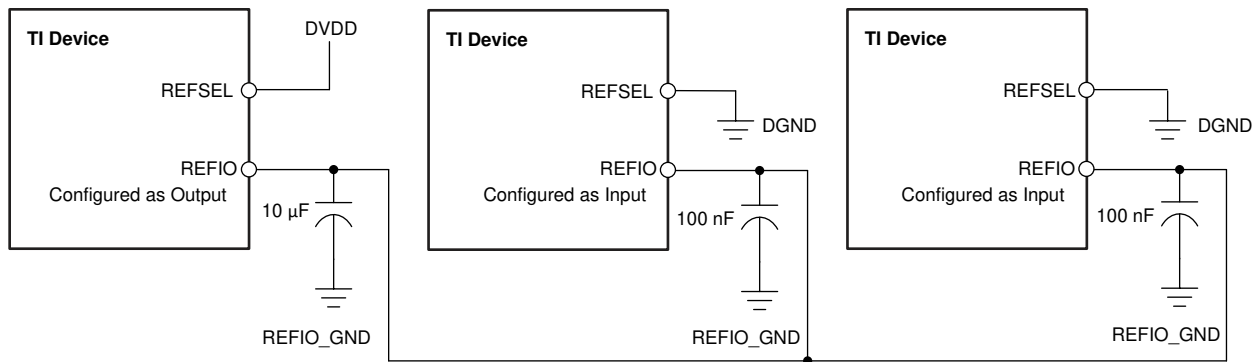 TI Device
DVDD
REFSEL
REFIO
Configured as Output
10 µF
REFIO_GND
TI Device
REFSEL
DGND
REFIO
Configured as Input
100 nF
REFIO_GND
TI Device
REFSEL
DGND
REFIO
Configured as Input
100 nF
REFIO_GND